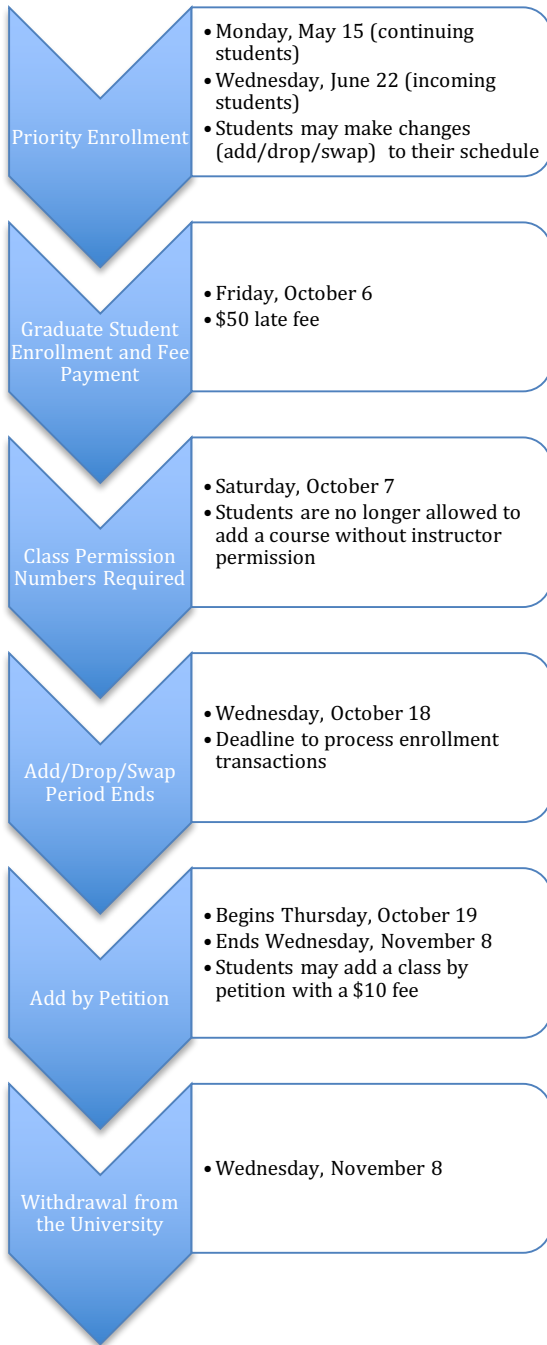 Priority Enrollment
• Monday, May 15 (continuing
students)
• Wednesday, June 22 (incoming
students)
• Students may make changes
(add/drop/swap)  to their schedule
Graduate Student
Enrollment and Fee
Payment
• Friday, October 6
• $50 late fee
Class Permission
Numbers Required
• Saturday, October 7
• Students are no longer allowed to
add a course without instructor
permission
Add/Drop/Swap
Period Ends
• Wednesday, October 18
• Deadline to process enrollment
transactions
Add by Petition
• Begins Thursday, October 19
• Ends Wednesday, November 8
• Students may add a class by
petition with a $10 fee
Withdrawal from
the University
• Wednesday, November 8